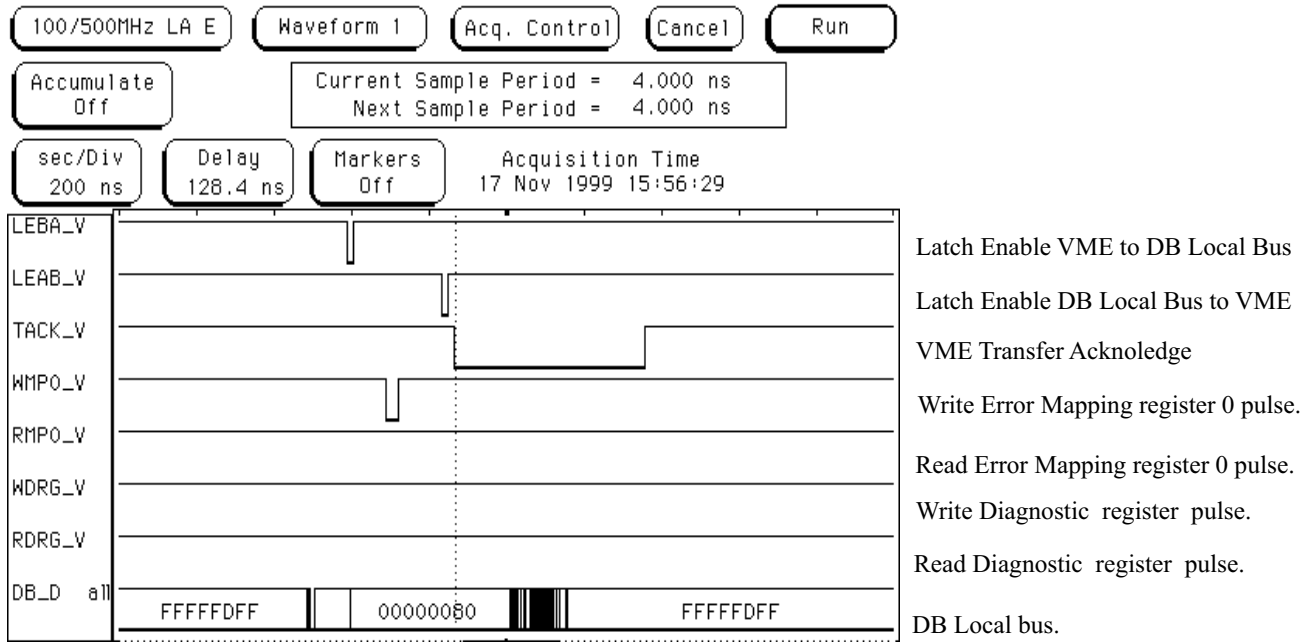 100/500MHz LA E Waveform 1 Acq. Control Cancel Run
Accumulate Off
Current Sample Period = 4.000 ns
Next Sample Period = 4.000 ns
sec/Div 200 ns
Delay 128.4 ns
Markers Off
Acquisition Time
17 Nov 1999 15:56:29
LEBA_V
Latch Enable VME to DB Local Bus
LEAB_V
Latch Enable DB Local Bus to VME
TACK_V
VME Transfer Acknoledge
WMP0_V
Write Error Mapping register 0 pulse.
RMP0_V
Read Error Mapping register 0 pulse.
WDRG_V
Write Diagnostic register pulse.
RDRG_V
Read Diagnostic register pulse.
DB_D all
FFFFFDFF 00000080 FFFFFDFF
DB Local bus.